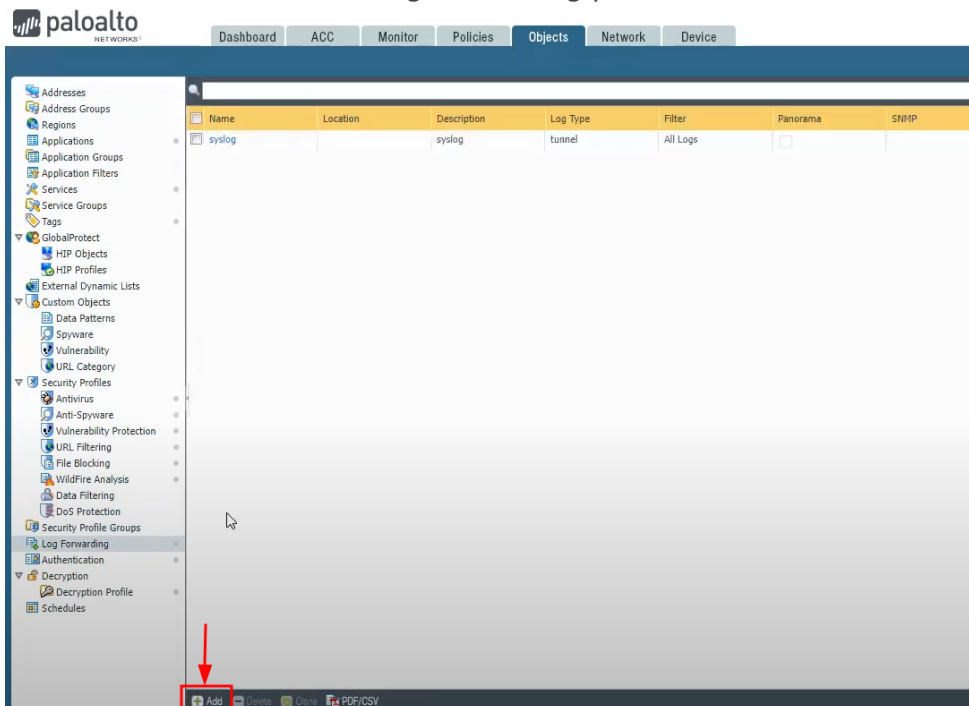 paloalto
NETWORKS®
Dashboard ACC Monitor Policies Objects Network Device
Addresses
Address Groups
Regions
Applications
Application Groups
Application Filters
Services
Service Groups
Tags
GlobalProtect
HIP Objects
HIP Profiles
External Dynamic Lists
Custom Objects
Data Patterns
Spyware
Vulnerability
URL Category
Security Profiles
Antivirus
Anti-Spyware
Vulnerability Protection
URL Filtering
File Blocking
WildFire Analysis
Data Filtering
DoS Protection
Security Profile Groups
Log Forwarding
Authentication
Decryption
Decryption Profile
Schedules
Name Location Description Log Type Filter Panorama SNMP
syslog syslog tunnel All Logs
Add Delete Clone PDF/CSV